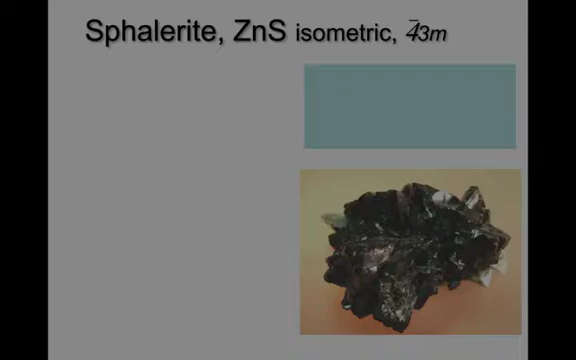 Sphalerite, ZnS isometric, 4̅3m